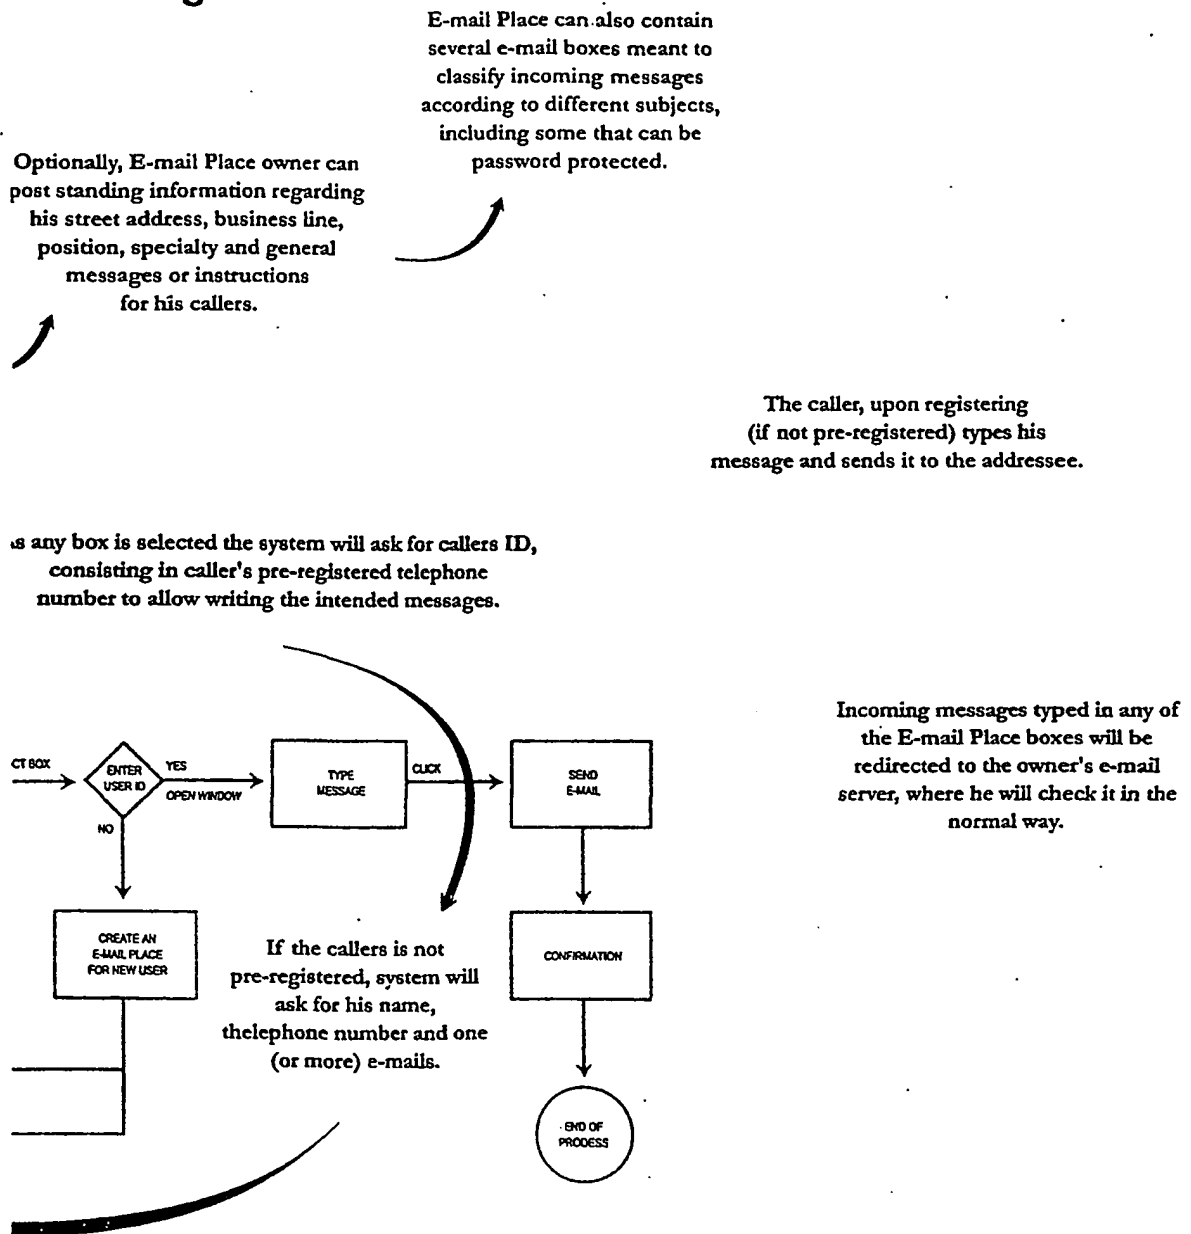 E-mail Place can also contain
several e-mail boxes meant to
classify incoming messages
according to different subjects,
including some that can be
password protected.
Optionally, E-mail Place owner can
post standing information regarding
his street address, business line,
position, specialty and general
messages or instructions
for his callers.
The caller, upon registering
(if not pre-registered) types his
message and sends it to the addressee.
s any box is selected the system will ask for callers ID,
consisting in caller's pre-registered telephone
number to allow writing the intended messages.
Incoming messages typed in any of
the E-mail Place boxes will be
redirected to the owner's e-mail
server, where he will check it in the
normal way.
CT BOX
ENTER
USER ID
YES
OPEN WINDOW
NO
TYPE
MESSAGE
CLICK
SEND
E-MAIL
CREATE AN
E-MAIL PLACE
FOR NEW USER
If the callers is not
pre-registered, system will
ask for his name,
thelephone number and one
(or more) e-mails.
CONFIRMATION
END OF
PRODESS